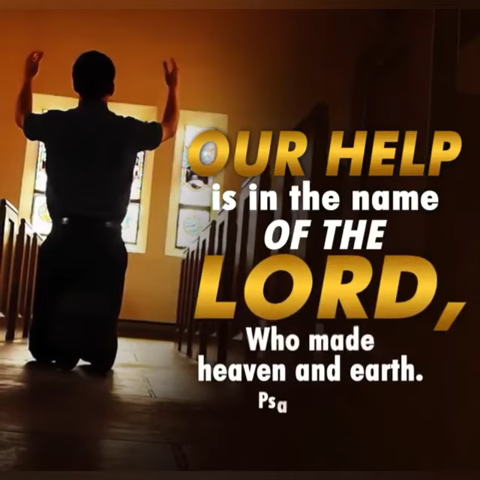 OUR HELP
is in the name
OF THE
LORD,
Who made
heaven and earth.
Psa